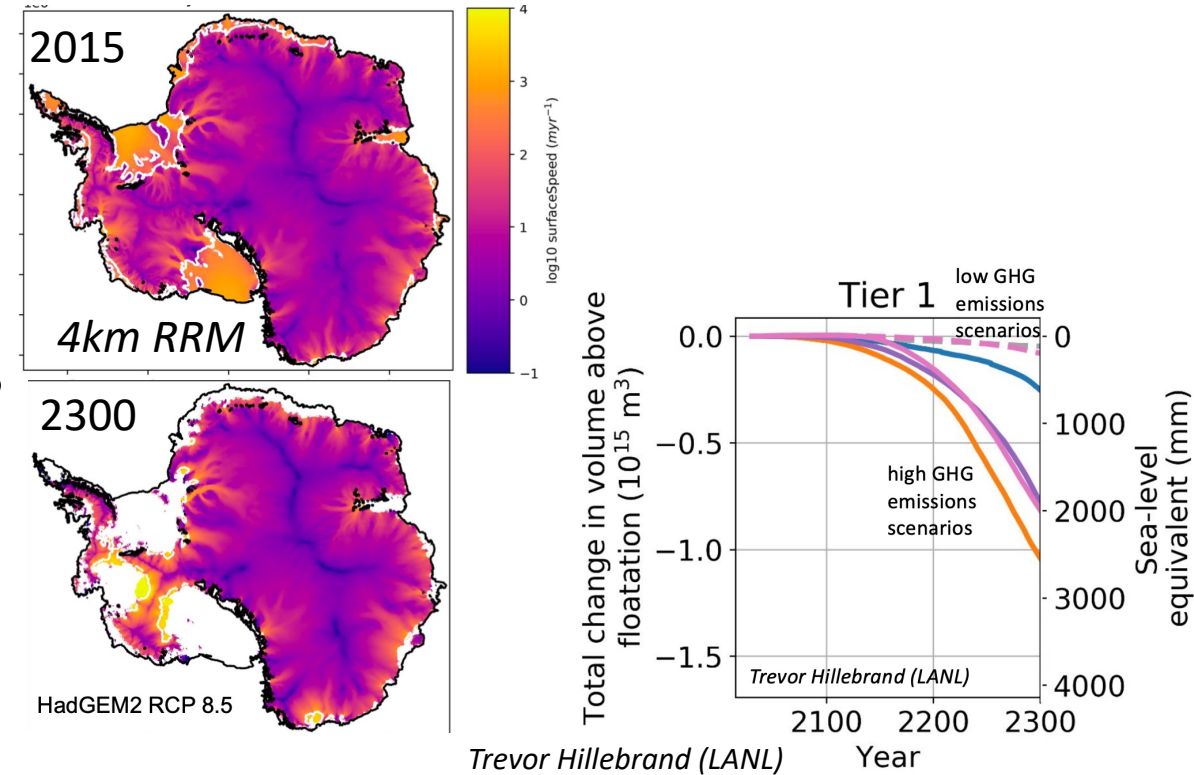 2015
4km RRM
4
3
2
1
0
−1
log10 surfaceSpeed (myr⁻¹)
2300
HadGEM2 RCP 8.5
Trevor Hillebrand (LANL)
Tier 1
low GHG
emissions
scenarios
high GHG
emissions
scenarios
Trevor Hillebrand (LANL)
Total change in volume above
floatation (10¹⁵ m³)
0.0
−0.5
−1.0
−1.5
0
1000
2000
3000
4000
Sea-level
equivalent (mm)
2100 2200 2300
Year